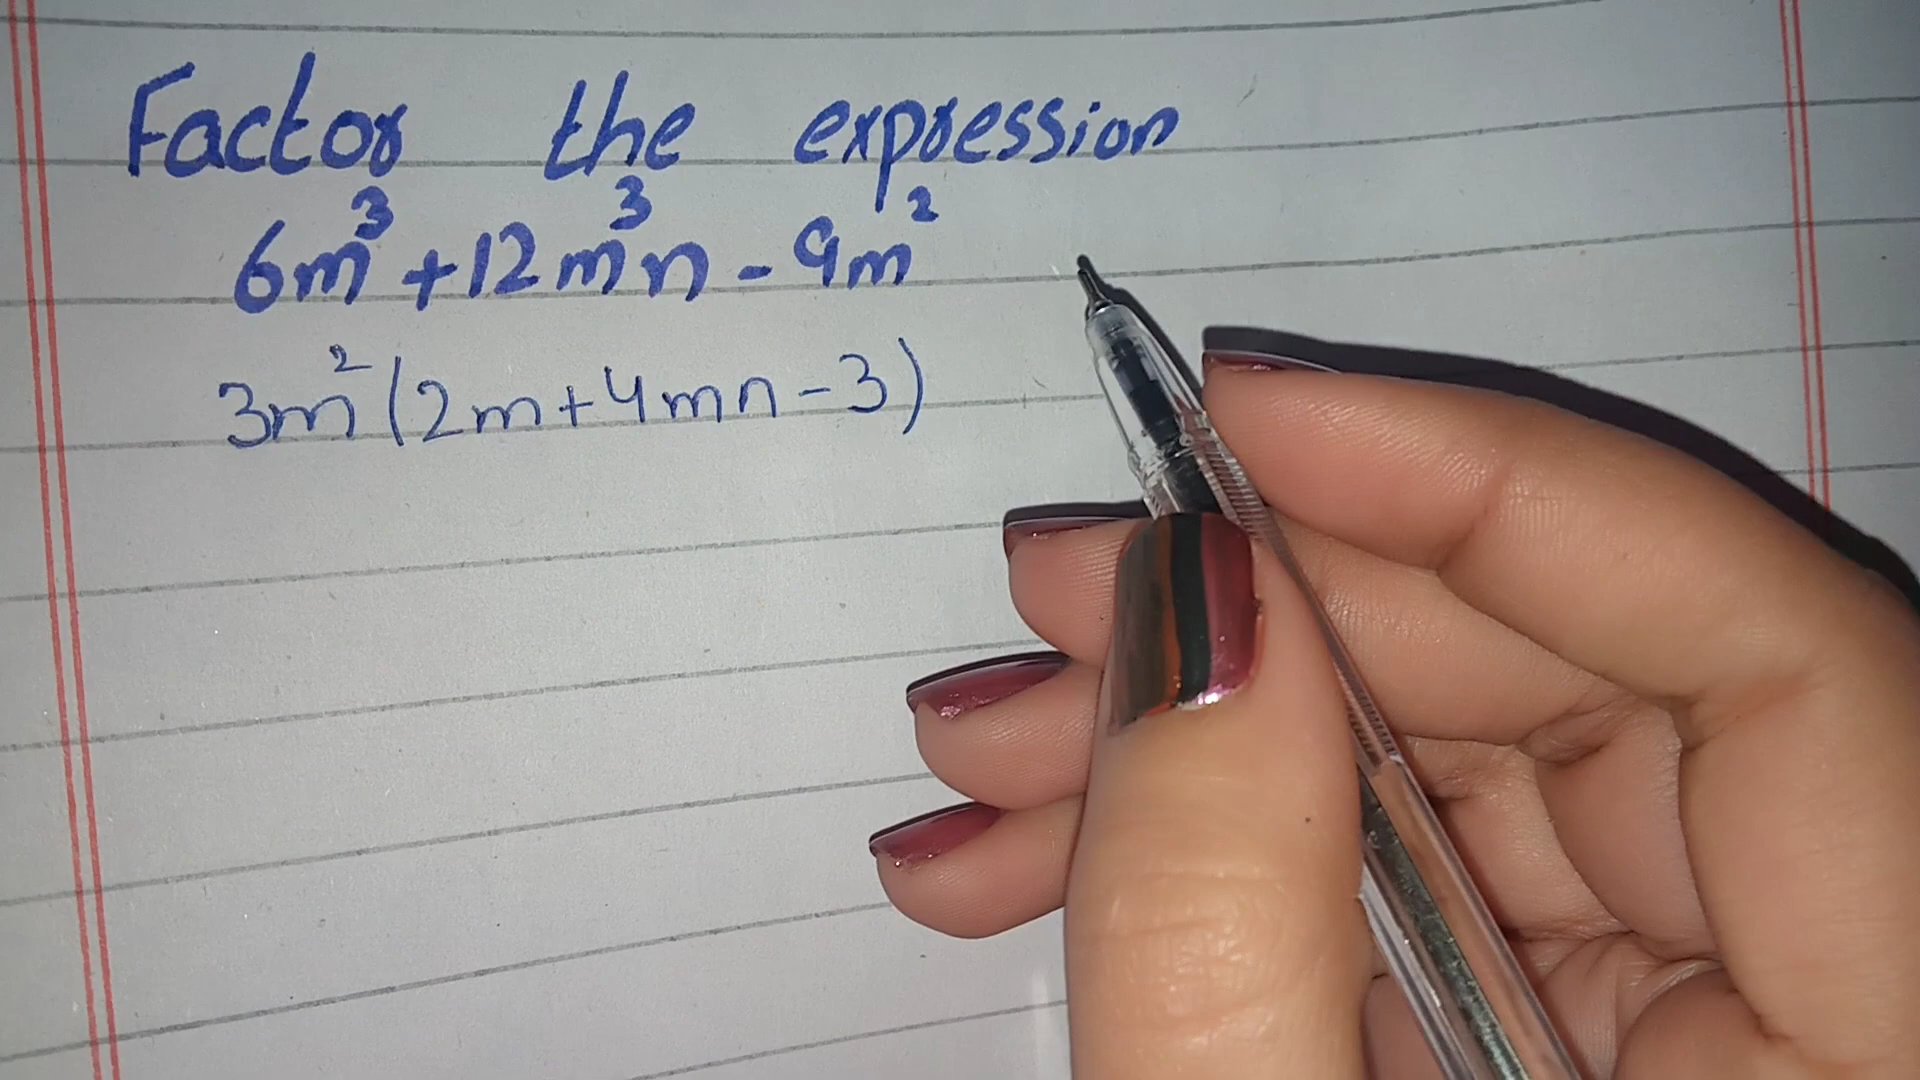 Factor the expression
6m³+12m³n-9m²
3m²(2m+4mn-3)